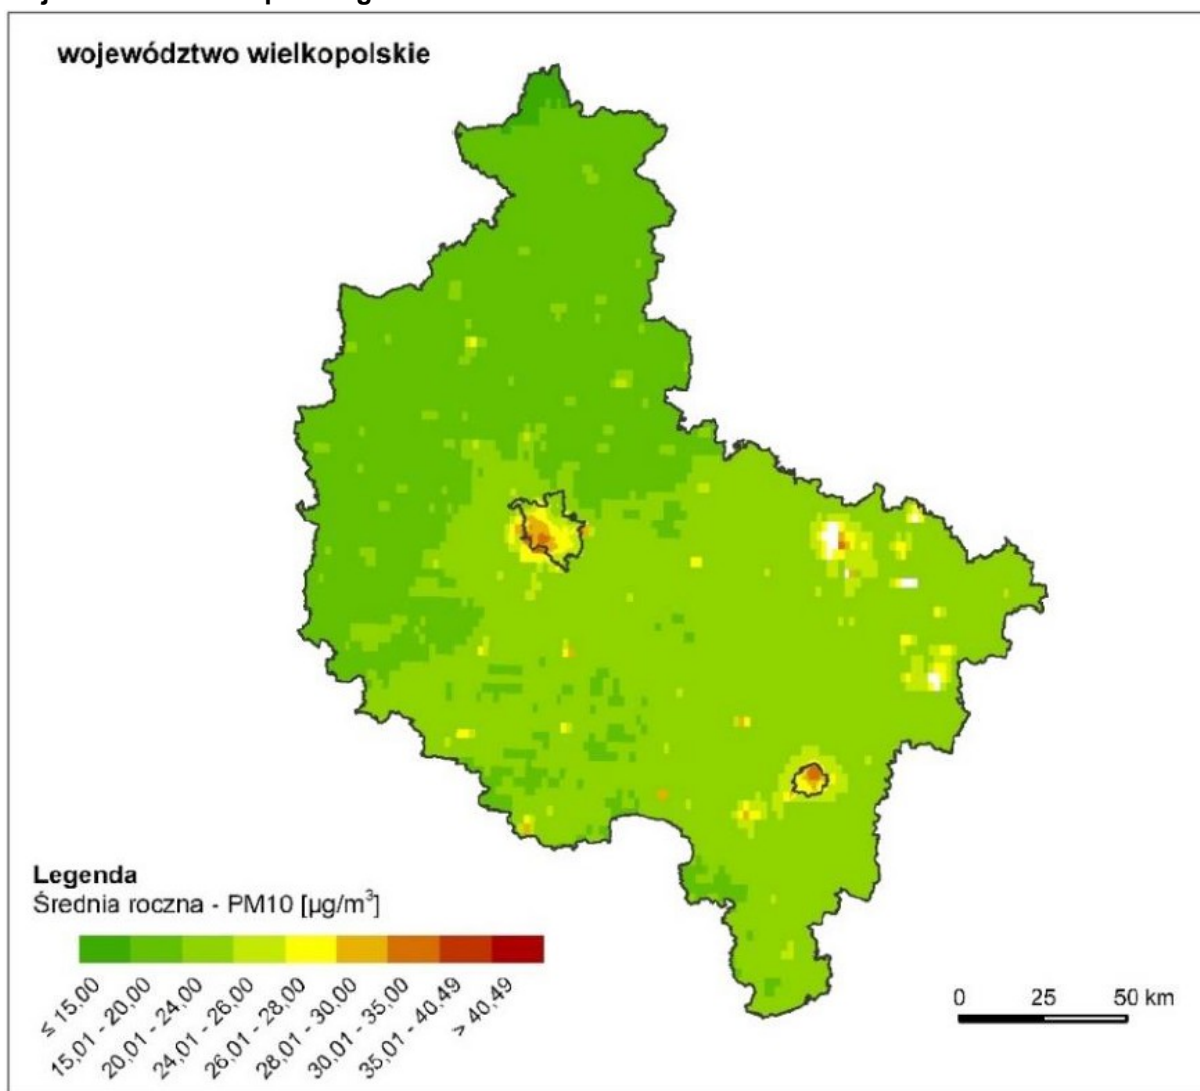 województwo wielkopolskie
Legenda
Średnia roczna - PM10 [µg/m³]
≤ 15,00
15,01 - 20,00
20,01 - 24,00
24,01 - 26,00
26,01 - 28,00
28,01 - 30,00
30,01 - 35,00
35,01 - 40,49
> 40,49
0 25 50 km